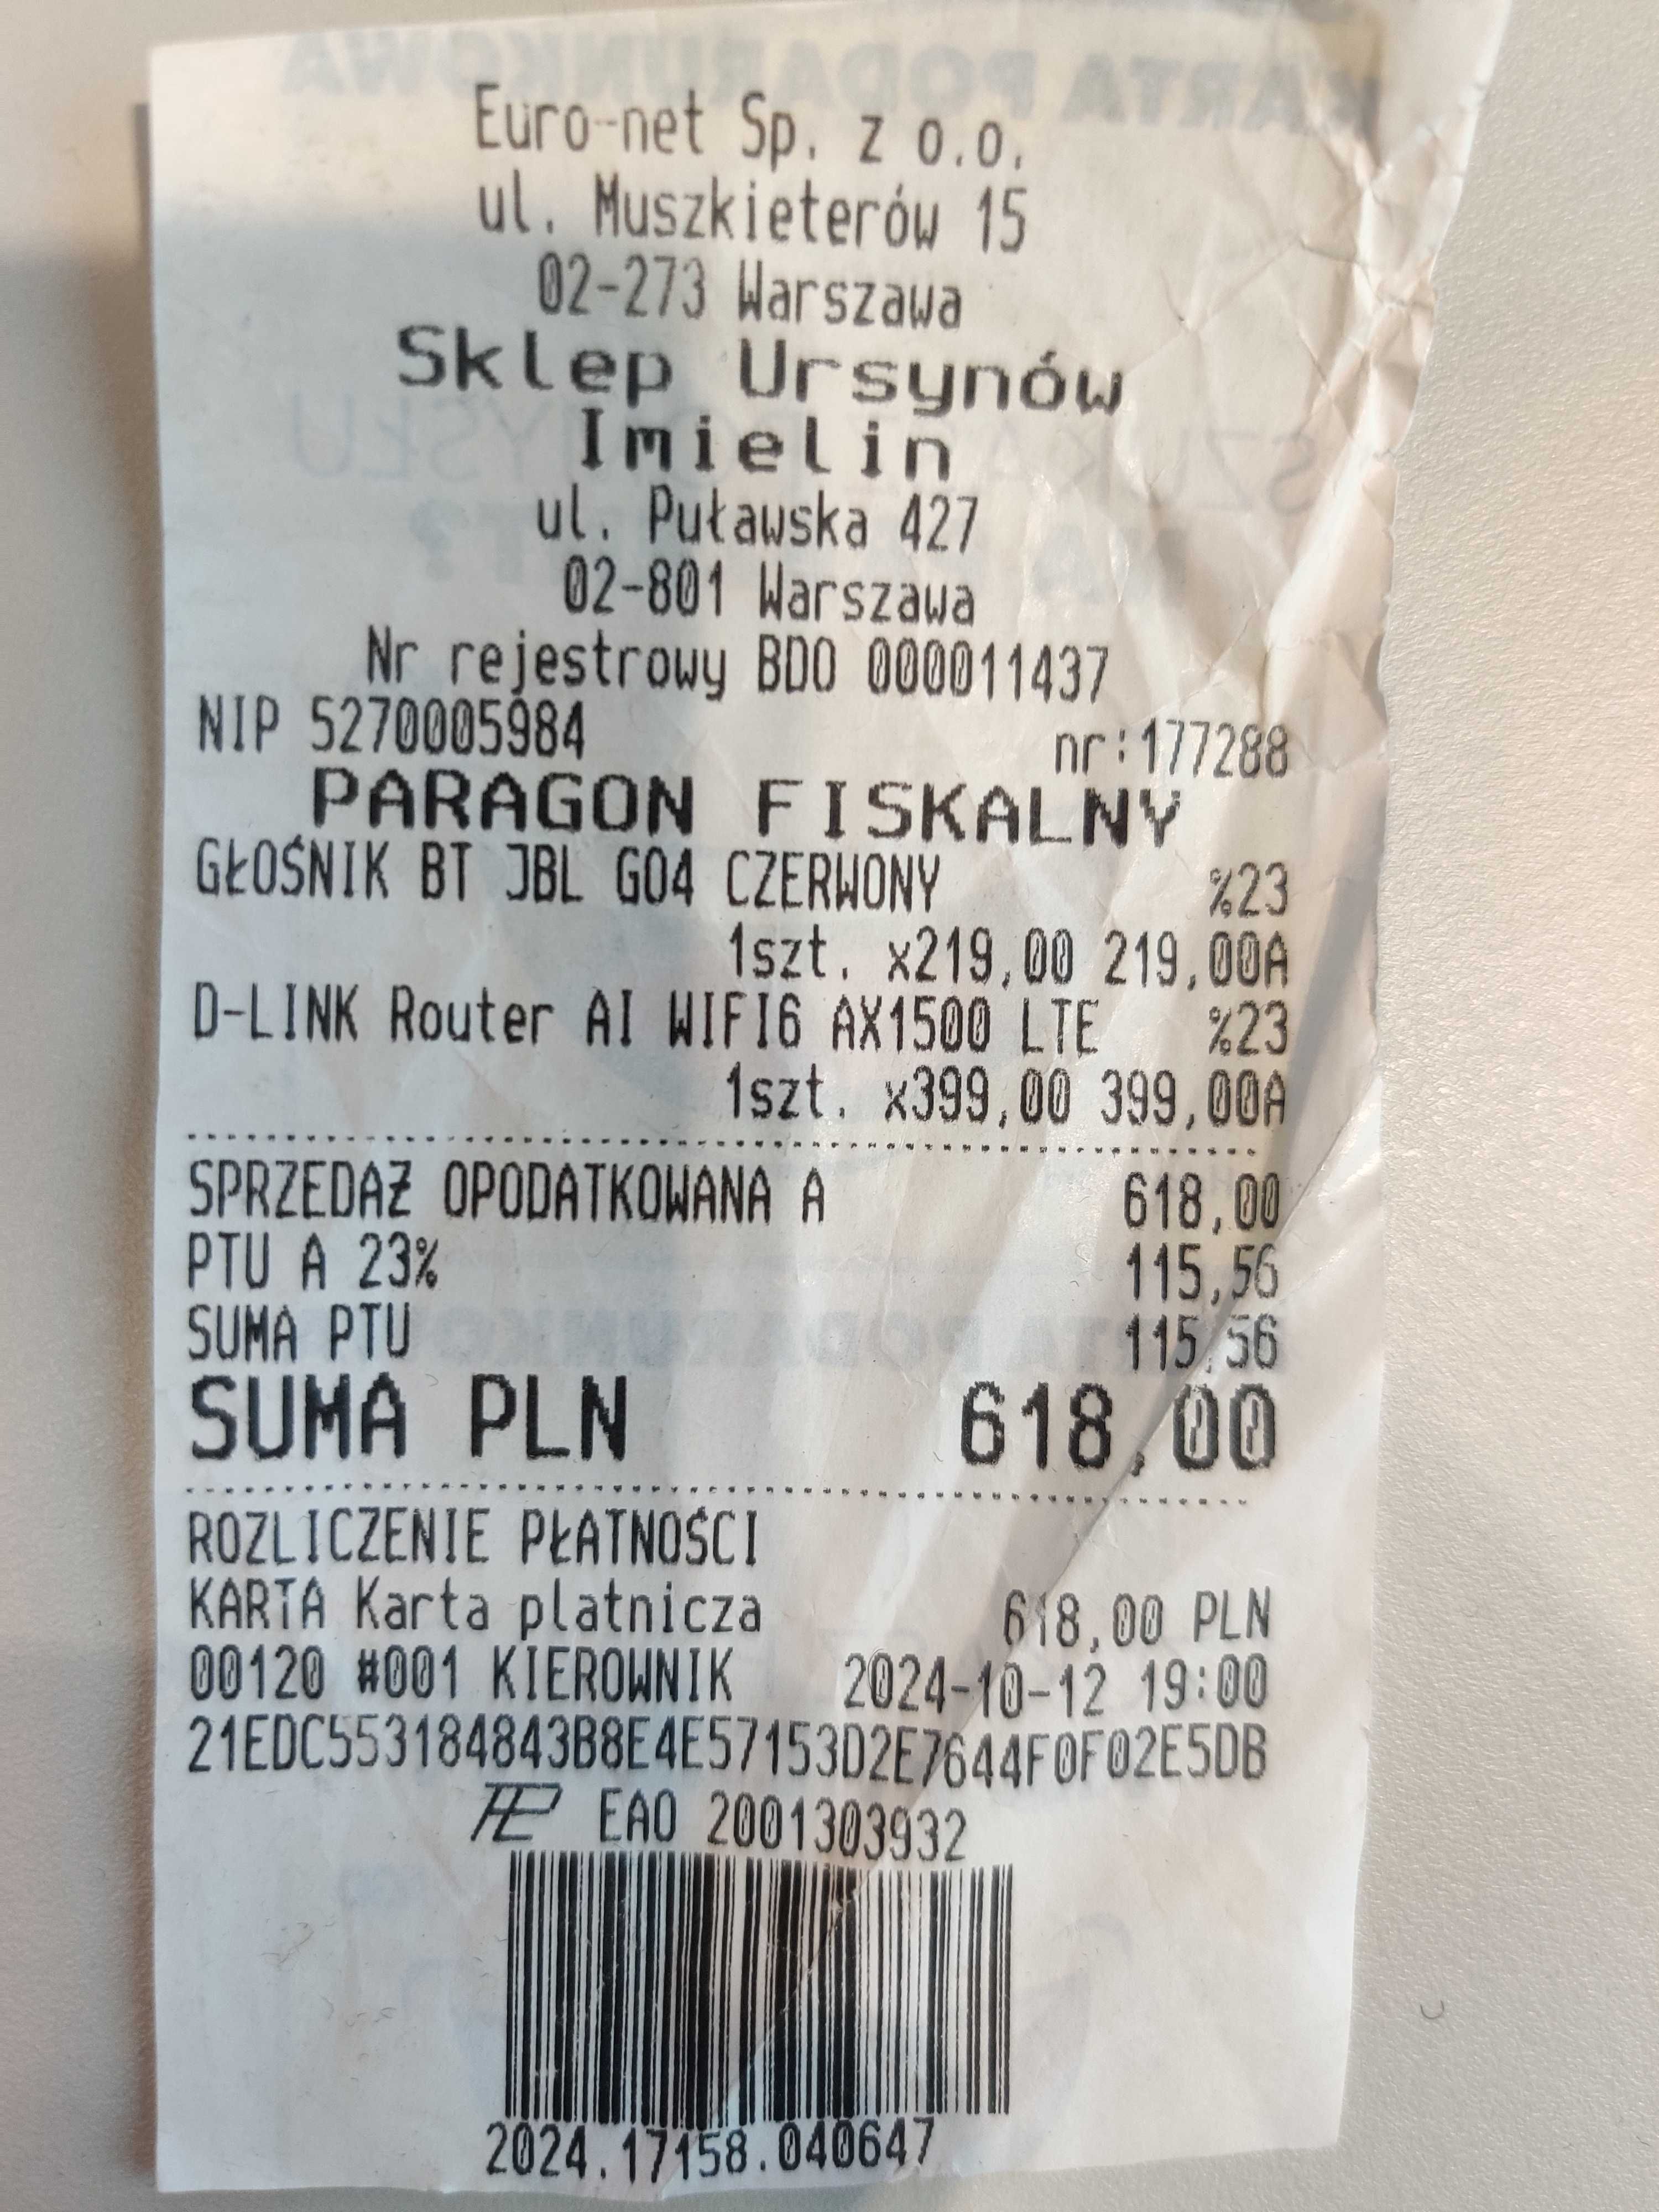 Euro-net Sp. z o.o.
ul. Muszkieterów 15
02-273 Warszawa
Sklep Ursynów
Imielin
ul. Puławska 427
02-801 Warszawa
Nr rejestrowy BDO 000011437
NIP 5270005984 nr:177288
PARAGON FISKALNY
GŁOŚNIK BT JBL GO4 CZERWONY %23
1szt. x219,00 219,00A
D-LINK Router AI WIFI6 AX1500 LTE %23
1szt. x399,00 399,00A
SPRZEDAŻ OPODATKOWANA A 618,00
PTU A 23% 115,56
SUMA PTU 115,56
SUMA PLN 618,00
ROZLICZENIE PŁATNOŚCI
KARTA Karta platnicza 618,00 PLN
00120 #001 KIEROWNIK 2024-10-12 19:00
21EDC553184843B8E4E57153D2E7644F0F02E5DB
EAO 2001303932
2024.17158.040647